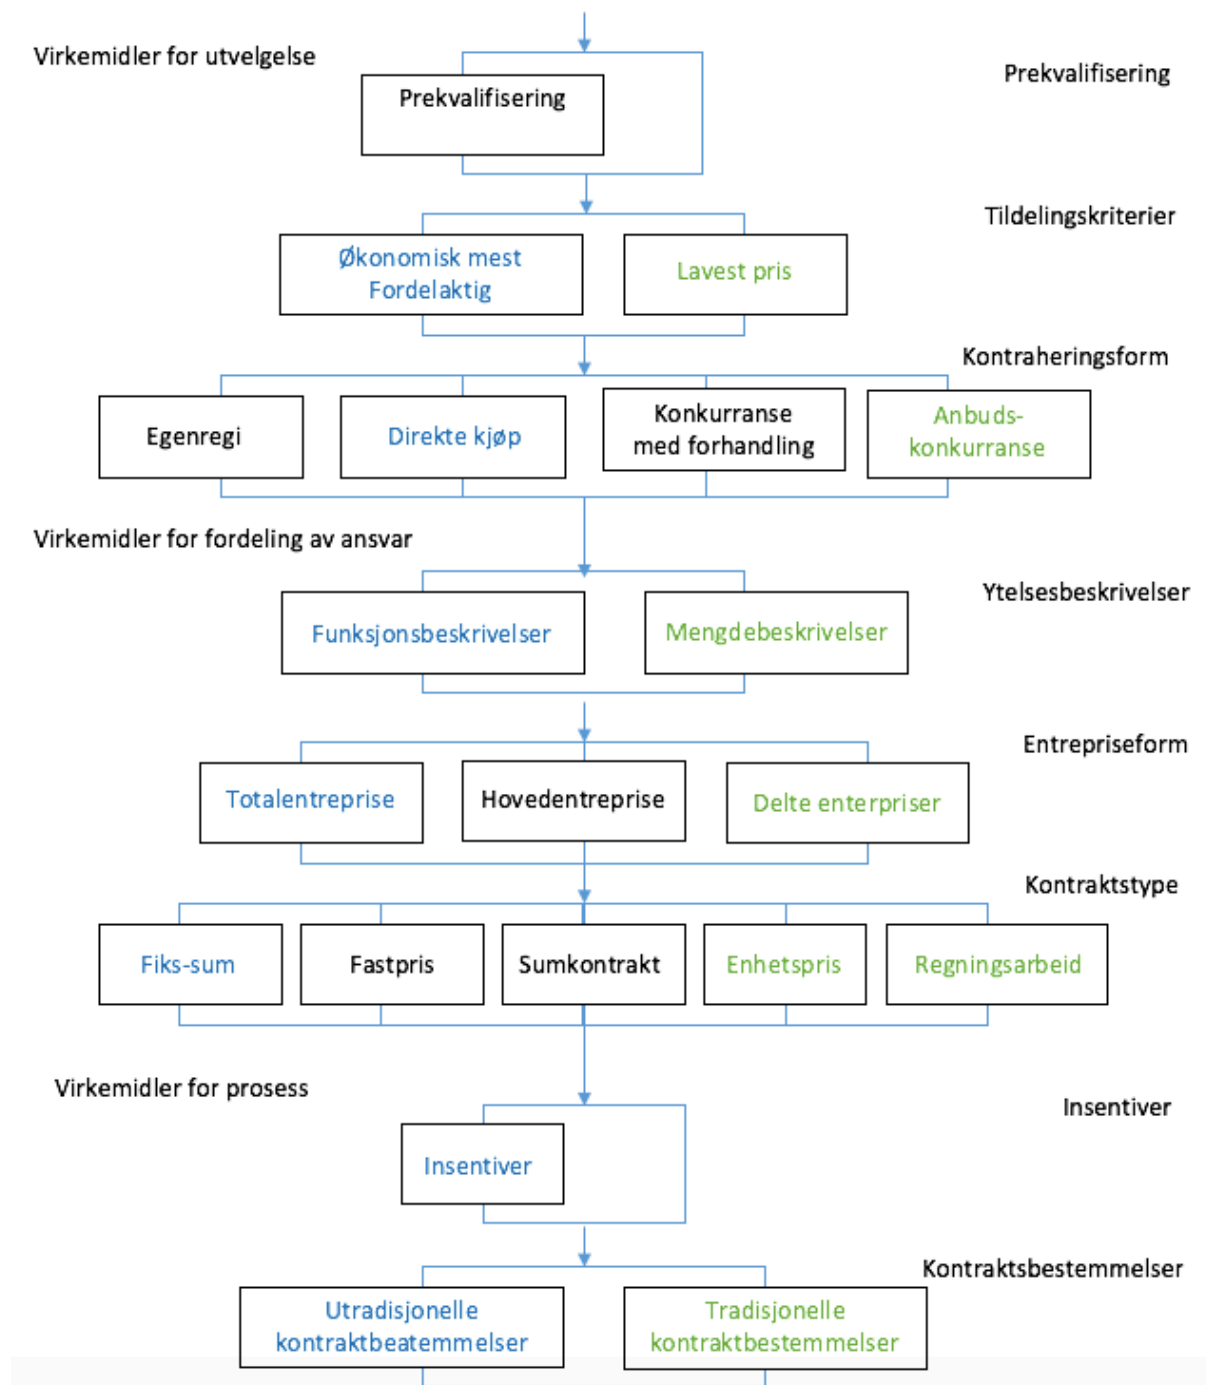 Virkemidler for utvelgelse
Prekvalifisering
Prekvalifisering
Tildelingskriterier
Økonomisk mest
Fordelaktig
Lavest pris
Kontraheringsform
Egenregi
Direkte kjøp
Konkurranse
med forhandling
Anbuds-
konkurranse
Virkemidler for fordeling av ansvar
Ytelsesbeskrivelser
Funksjonsbeskrivelser
Mengdebeskrivelser
Entrepriseform
Totalentreprise
Hovedentreprise
Delte enterpriser
Kontraktstype
Fiks-sum
Fastpris
Sumkontrakt
Enhetspris
Regningsarbeid
Virkemidler for prosess
Insentiver
Insentiver
Kontraktsbestemmelser
Utradisjonelle
kontraktbeatemmelser
Tradisjonelle
kontraktbestemmelser